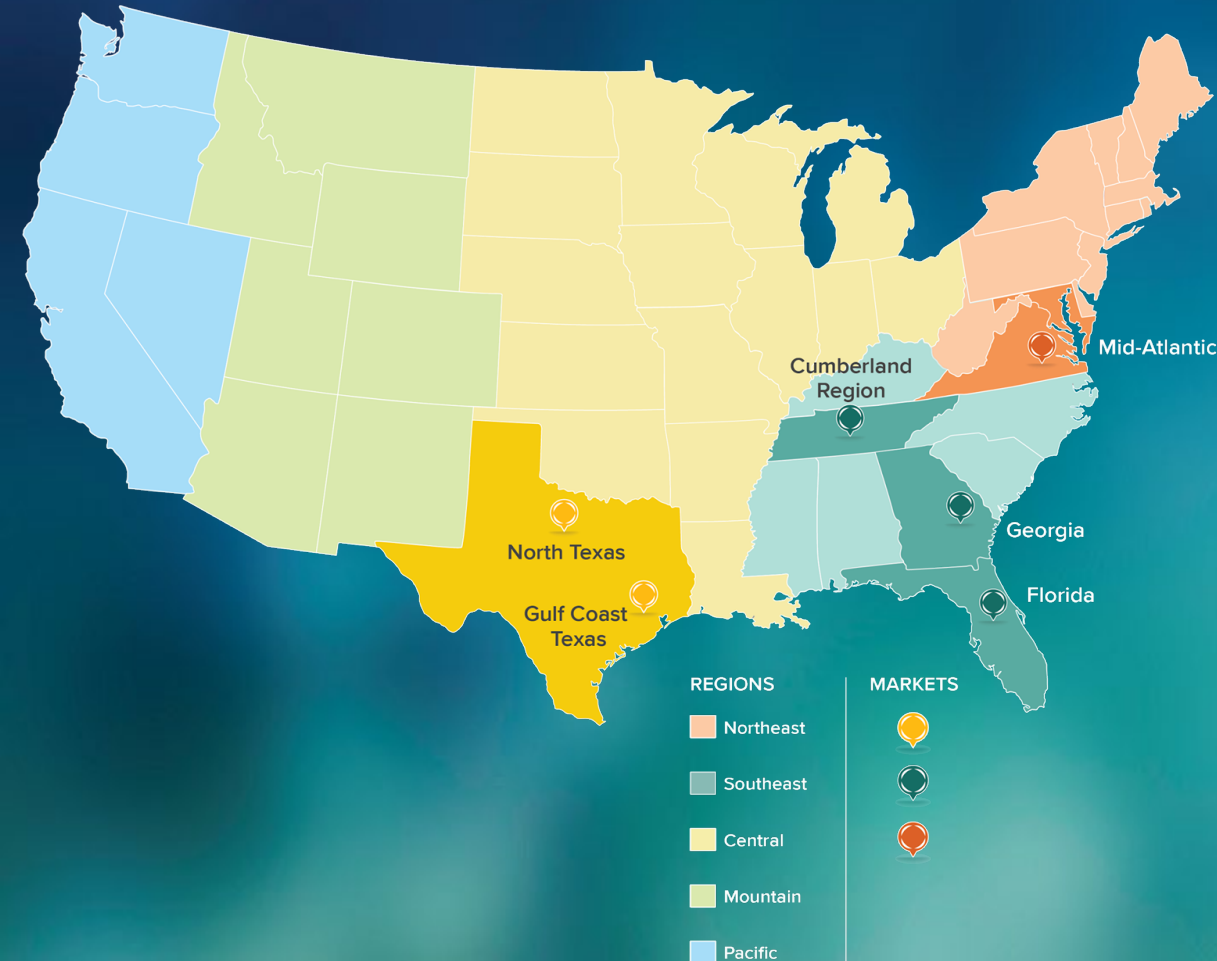 Mid-Atlantic
Cumberland
Region
Georgia
North Texas
Florida
Gulf Coast
Texas
REGIONS
MARKETS
Northeast
Southeast
Central
Mountain
Pacific